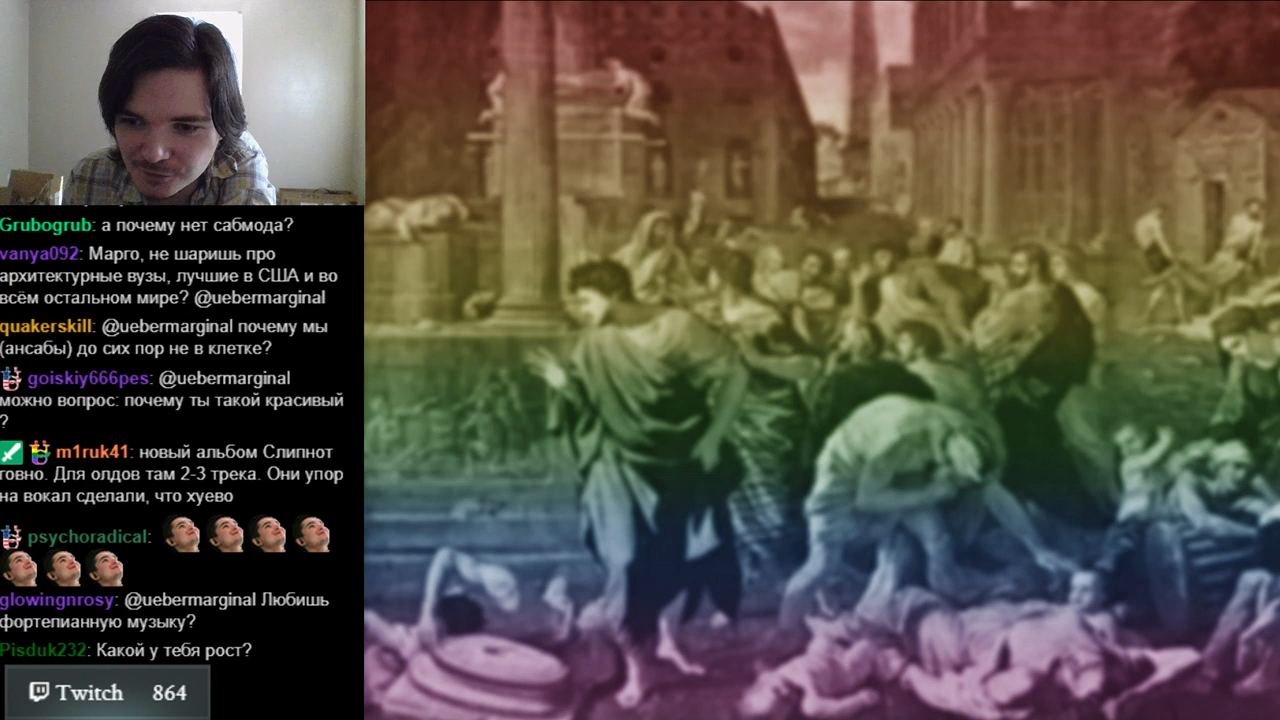 Grubogrub: а почему нет сабмода?
vanya092: Марго, не шаришь про
архитектурные вузы, лучшие в США и во
всём остальном мире? @uebermarginal
quakerskill: @uebermarginal почему мы
(ансабы) до сих пор не в клетке?
goiskiy666pes: @uebermarginal
можно вопрос: почему ты такой красивый
?
m1ruk41: новый альбом Слипнот
говно. Для олдов там 2-3 трека. Они упор
на вокал сделали, что хуево
psychoradical:
glowingnrosy: @uebermarginal Любишь
фортепианную музыку?
Pisduk232: Какой у тебя рост?
Twitch 864